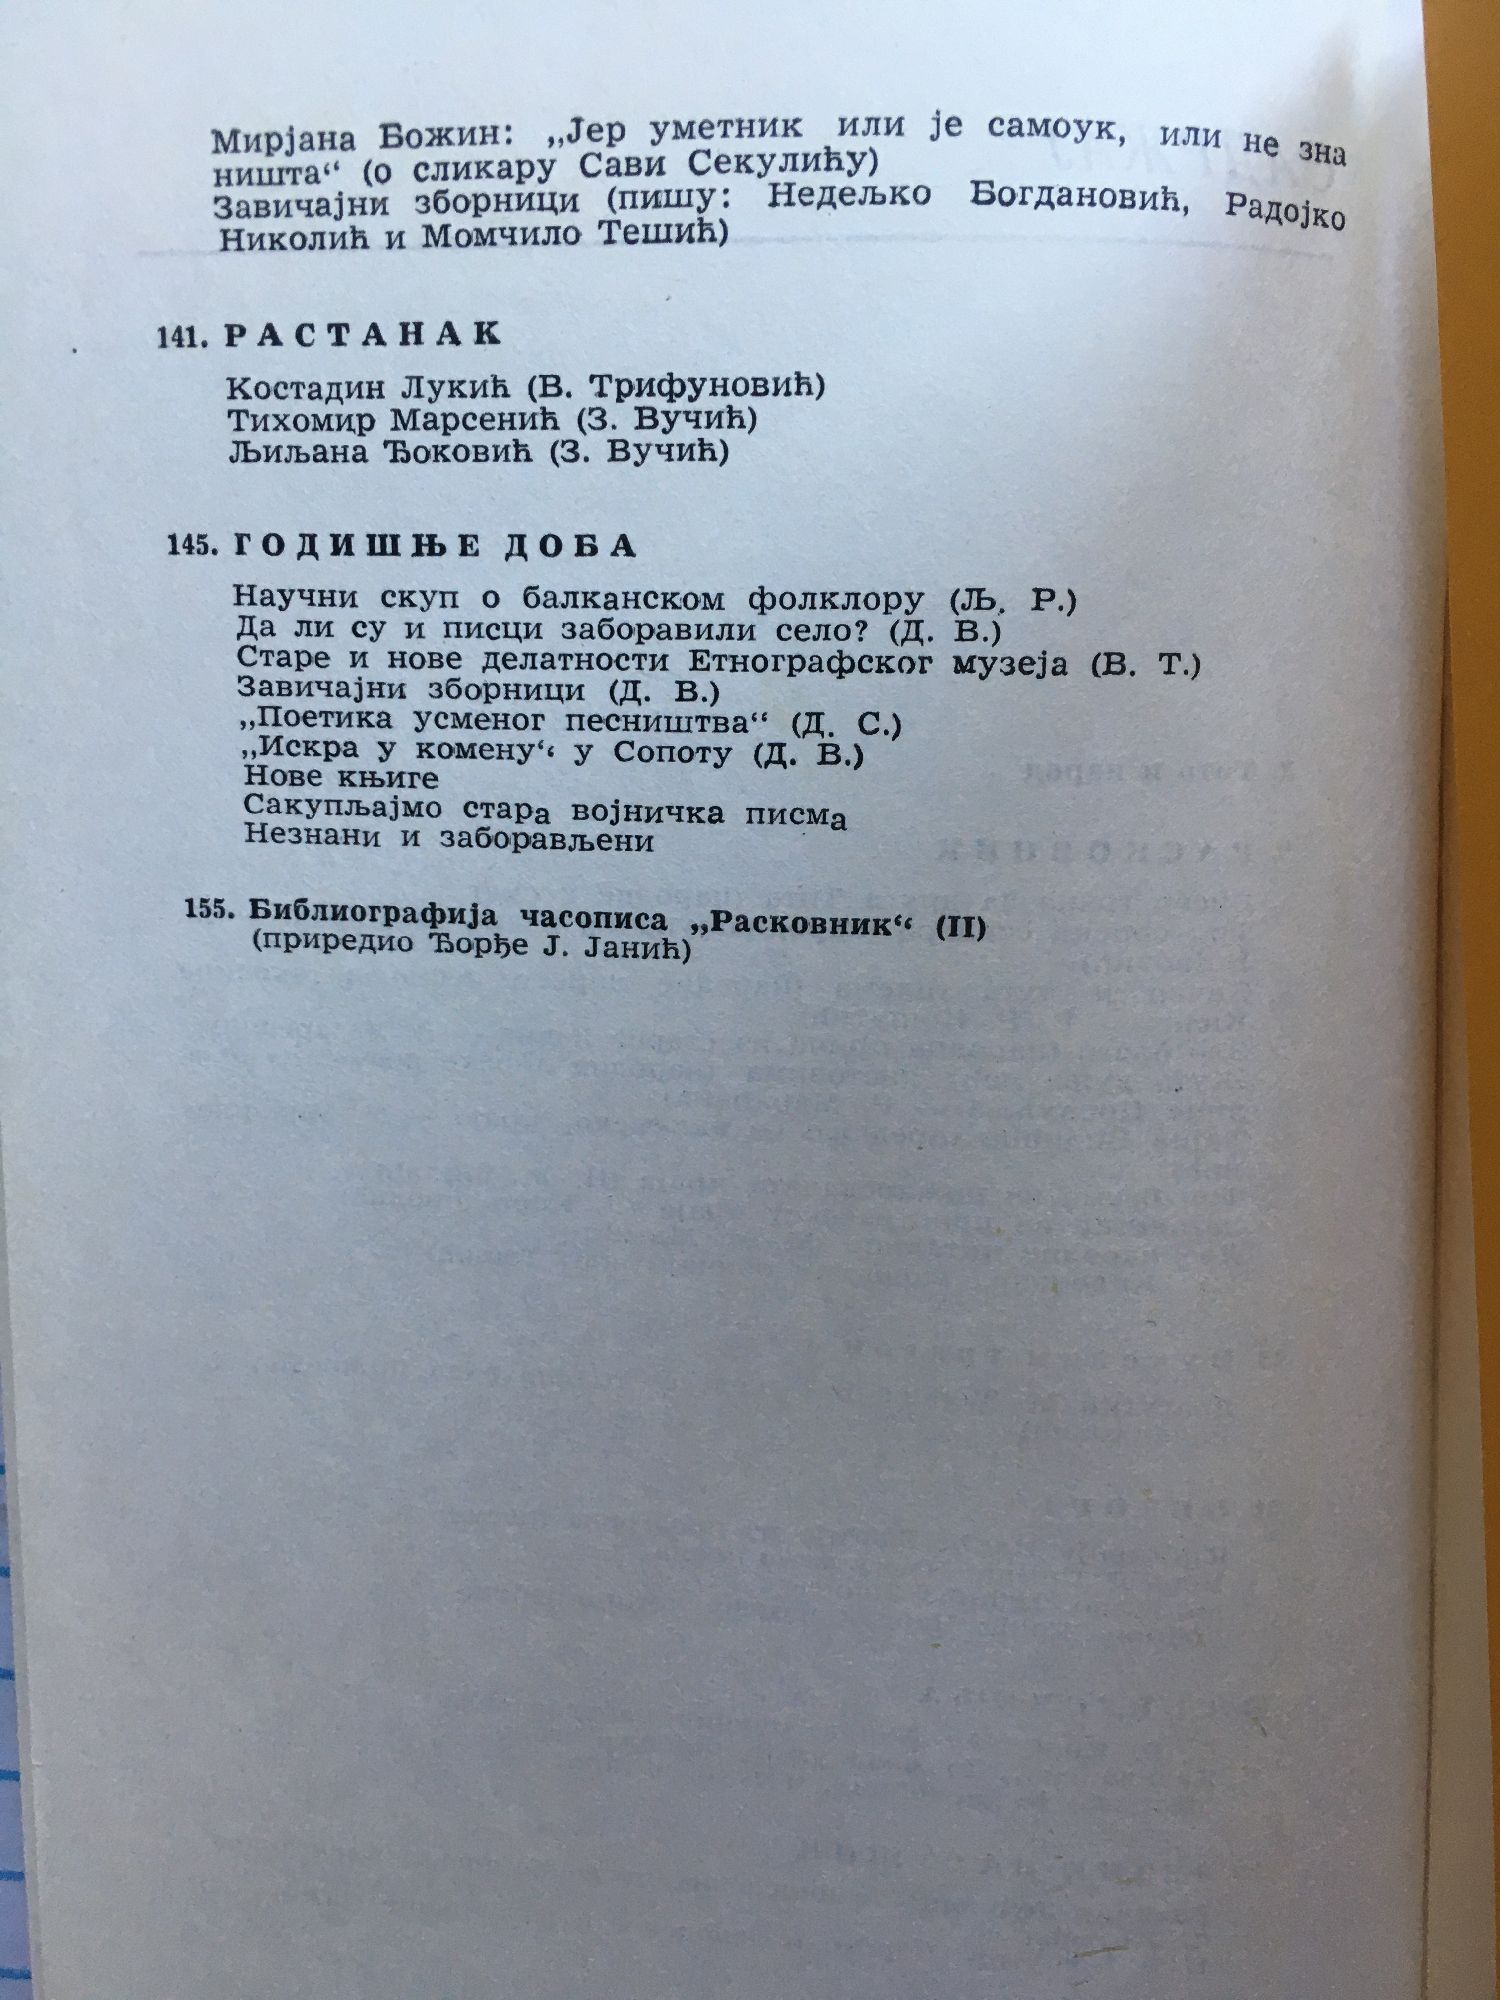 Мирјана Божин: „Јер уметник или је самоук, или не зна
ништа“ (о сликару Сави Секулићу)
Завичајни зборници (пишу: Недељко Богдановић, Радојко
Николић и Момчило Тешић)
141. РАСТАНАК
Костадин Лукић (В. Трифуновић)
Тихомир Марсенић (З. Вучић)
Љиљана Ђоковић (З. Вучић)
145. ГОДИШЊЕ ДОБА
Научни скуп о балканском фолклору (Љ. Р.)
Да ли су и писци заборавили село? (Д. В.)
Старе и нове делатности Етнографског музеја (В. Т.)
Завичајни зборници (Д. В.)
„Поетика усменог песништва“ (Д. С.)
„Искра у комену“ у Сопоту (Д. В.)
Нове књиге
Сакупљајмо стара војничка писма
Незнани и заборављени
155. Библиографија часописа „Расковник“ (II)
(приредио Ђорђе Ј. Јанић)